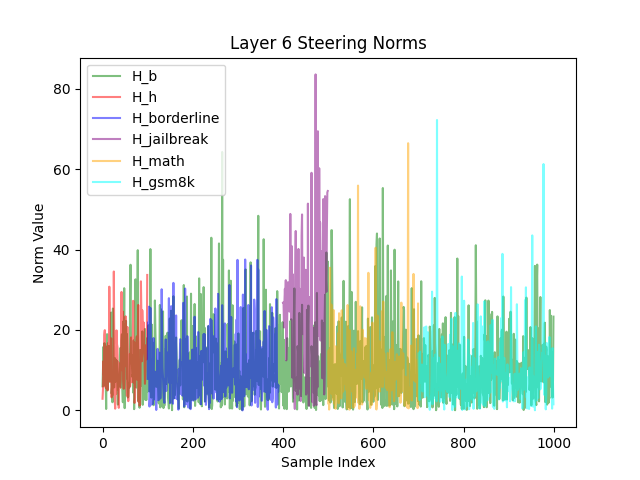 Layer 6 Steering Norms
H_b
H_h
H_borderline
H_jailbreak
H_math
H_gsm8k
Norm Value
80
60
40
20
0
0 200 400 600 800 1000
Sample Index